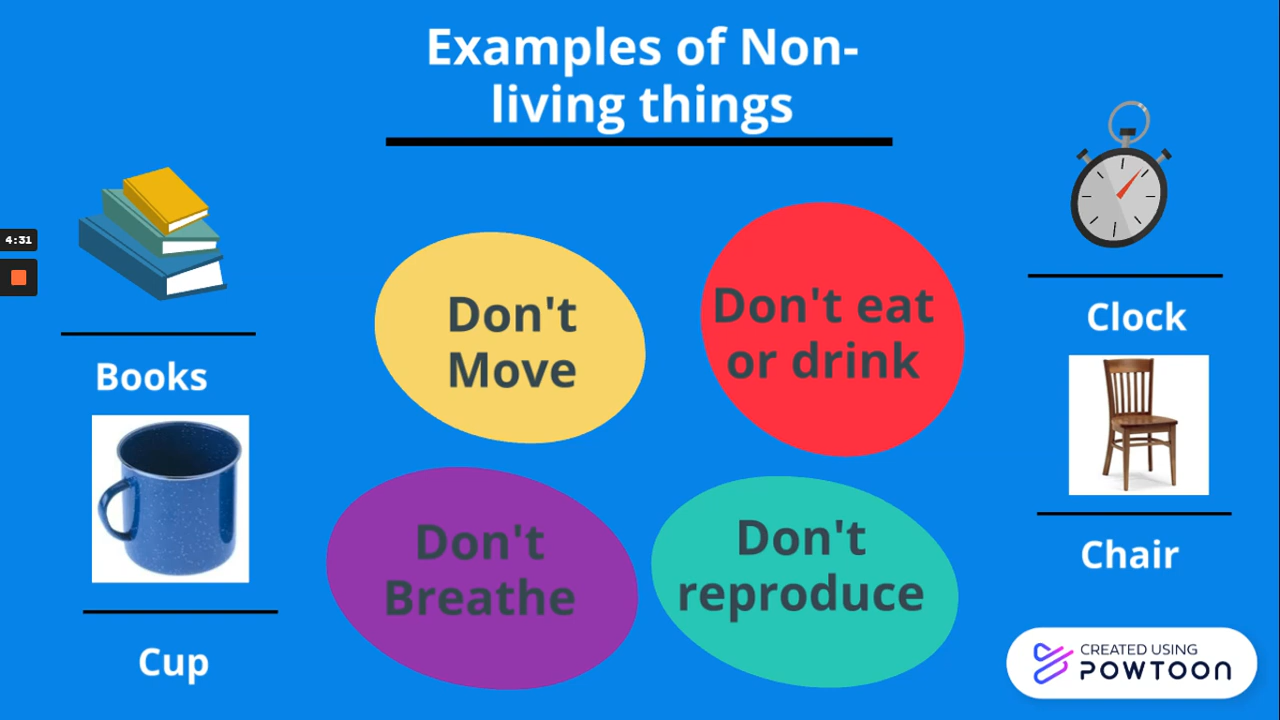 Examples of Non-
living things
4:31
Books
Cup
Don't
Move
Don't eat
or drink
Don't
Breathe
Don't
reproduce
Clock
Chair
CREATED USING
POWTOON